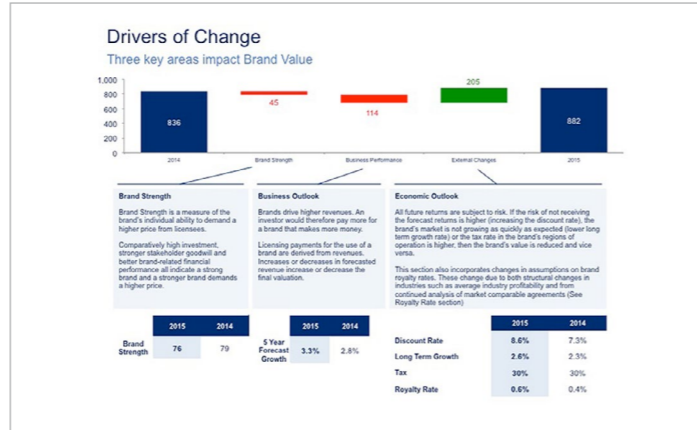 Drivers of Change
Three key areas impact Brand Value
1,000
800
600
400
200
0
836
45
114
205
882
2014
Brand Strength
Business Performance
External Changes
2015
Brand Strength
Brand Strength is a measure of the
brand's individual ability to demand a
higher price from licensees.
Comparatively high investment,
stronger stakeholder goodwill and
better brand-related financial
performance all indicate a strong
brand and a stronger brand demands
a higher price.
Business Outlook
Brands drive higher revenues. An
investor would therefore pay more for
a brand that makes more money.
Licensing payments for the use of a
brand are derived from revenues.
Increases or decreases in forecasted
revenue increase or decrease the
final valuation.
Economic Outlook
All future returns are subject to risk. If the risk of not receiving
the forecast returns is higher (increasing the discount rate), the
brand's market is not growing as quickly as expected (lower long
term growth rate) or the tax rate in the brand's regions of
operation is higher, then the brand's value is reduced and vice
versa.
This section also incorporates changes in assumptions on brand
royalty rates. These change due to both structural changes in
industries such as average industry profitability and from
continued analysis of market comparable agreements (See
Royalty Rate section)
2015 2014
Brand
Strength 76 79
2015 2014
5 Year
Forecast
Growth 3.3% 2.8%
2015 2014
Discount Rate 8.6% 7.3%
Long Term Growth 2.6% 2.3%
Tax 30% 30%
Royalty Rate 0.6% 0.4%